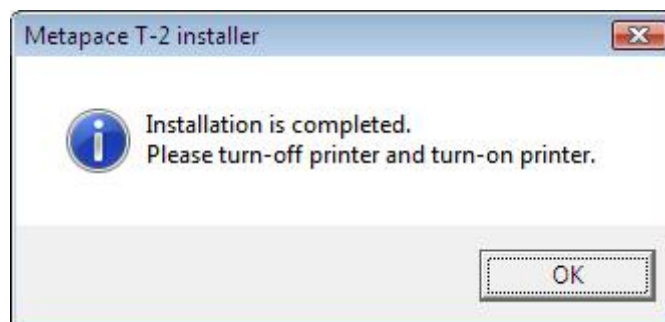 Metapace T-2 installer
Installation is completed.
Please turn-off printer and turn-on printer.
OK